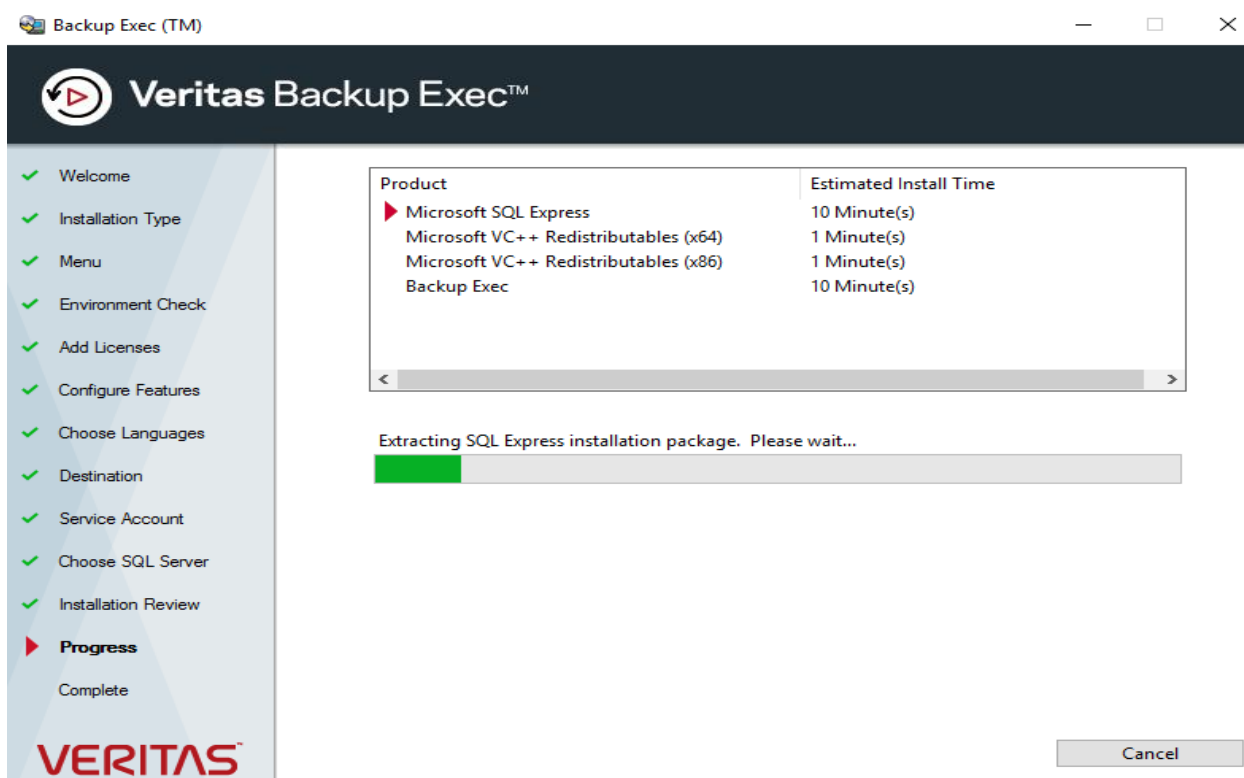 Backup Exec (TM)
Veritas Backup Exec™
Welcome
Installation Type
Menu
Environment Check
Add Licenses
Configure Features
Choose Languages
Destination
Service Account
Choose SQL Server
Installation Review
Progress
Complete
VERITAS™
Product Estimated Install Time
Microsoft SQL Express 10 Minute(s)
Microsoft VC++ Redistributables (x64) 1 Minute(s)
Microsoft VC++ Redistributables (x86) 1 Minute(s)
Backup Exec 10 Minute(s)
Extracting SQL Express installation package. Please wait...
Cancel